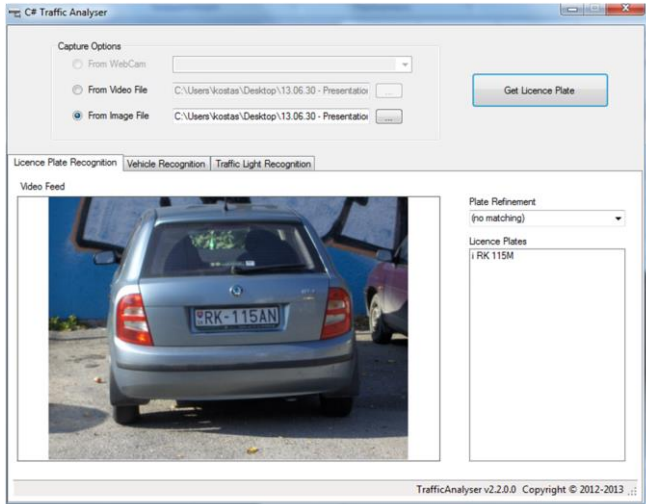 C# Traffic Analyser
Capture Options
From WebCam
From Video File C:\Users\kostas\Desktop\13.06.30 - Presentatio ...
From Image File C:\Users\kostas\Desktop\13.06.30 - Presentatio ...
Get Licence Plate
Licence Plate Recognition Vehicle Recognition Traffic Light Recognition
Video Feed
RK-115AN
Plate Refinement
(no matching)
Licence Plates
i RK 115M
TrafficAnalyser v2.2.0.0 Copyright © 2012-2013